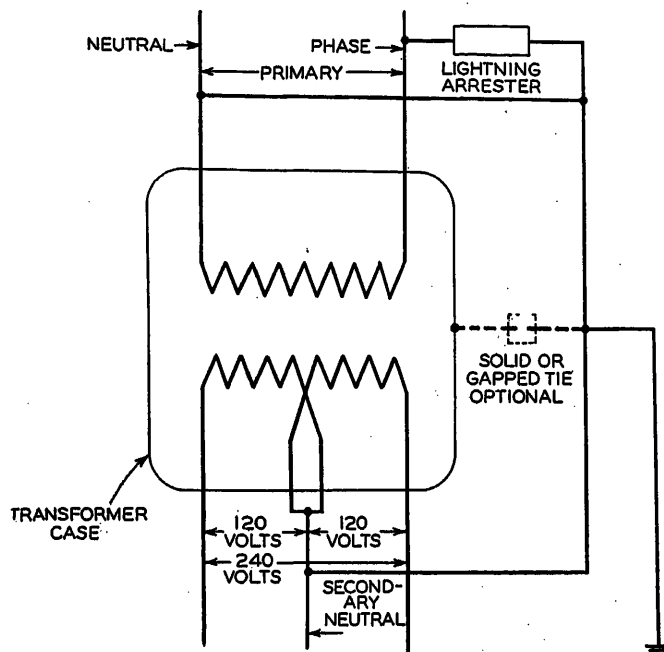 NEUTRAL
PHASE
PRIMARY
LIGHTNING
ARRESTER
SOLID OR
GAPPED TIE
OPTIONAL
TRANSFORMER
CASE
120
VOLTS
120
VOLTS
240
VOLTS
SECOND-
ARY
NEUTRAL